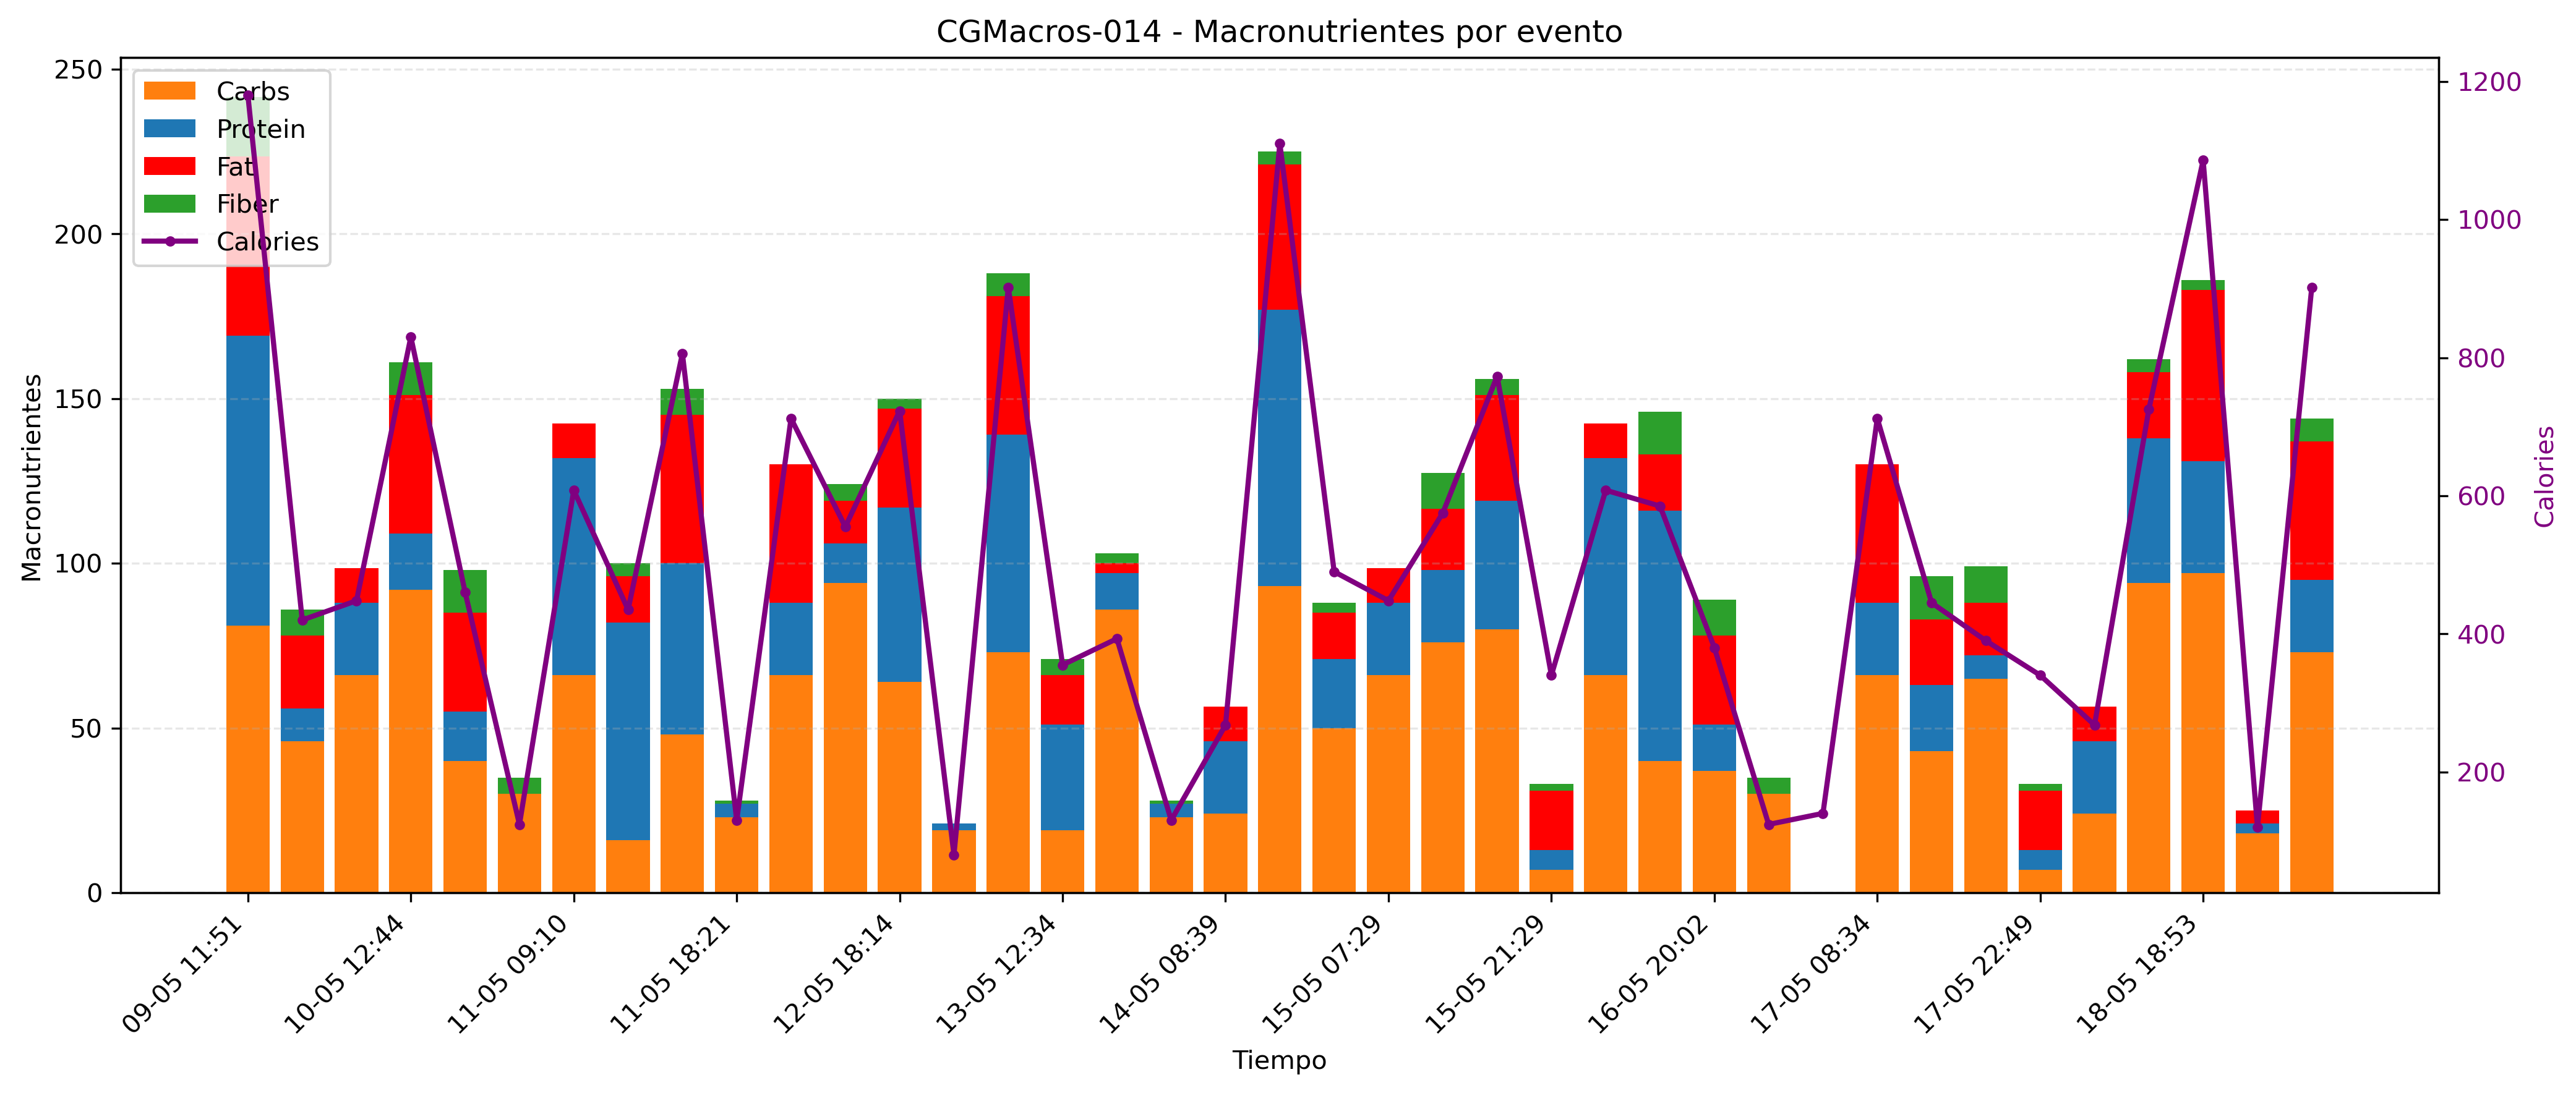 CGMacros-014 - Macronutrientes por evento
Carbs
Protein
Fat
Fiber
Calories
Macronutrientes
250
200
150
100
50
0
1200
1000
800
600
400
200
Calories
09-05 11:51
10-05 12:44
11-05 09:10
11-05 18:21
12-05 18:14
13-05 12:34
14-05 08:39
15-05 07:29
15-05 21:29
16-05 20:02
17-05 08:34
17-05 22:49
18-05 18:53
Tiempo